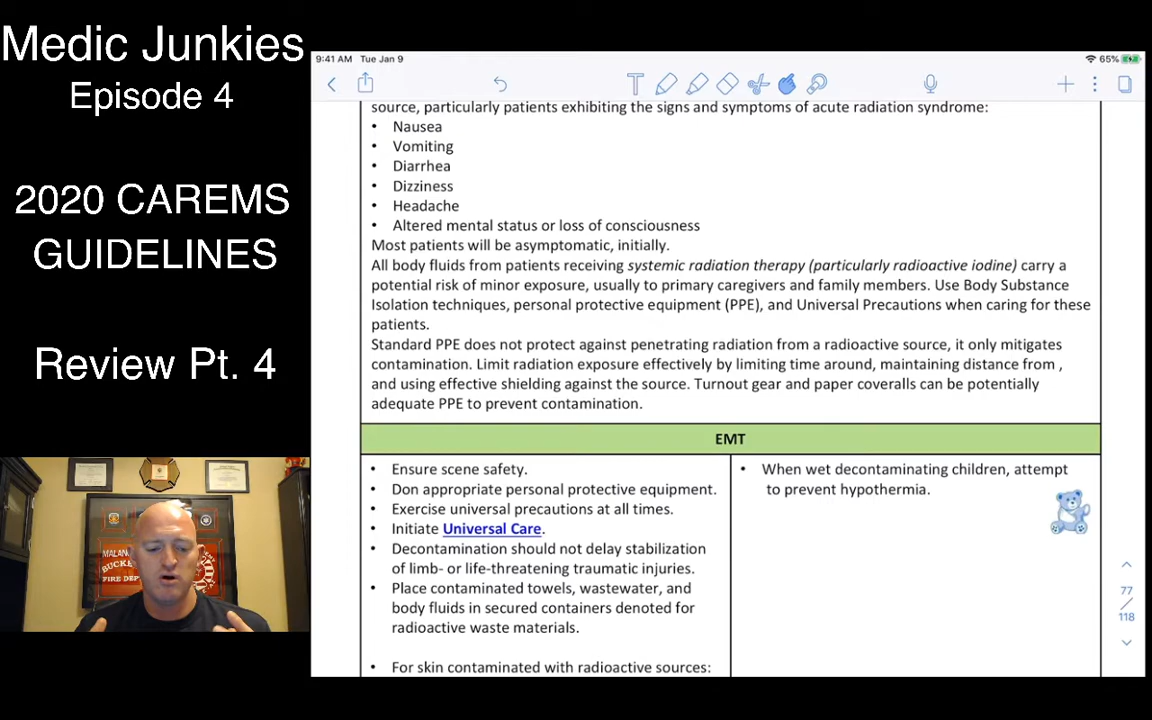 Medic Junkies
Episode 4
2020 CAREMS
GUIDELINES
Review Pt. 4
9:41 AM Tue Jan 9
65%
source, particularly patients exhibiting the signs and symptoms of acute radiation syndrome:
• Nausea
• Vomiting
• Diarrhea
• Dizziness
• Headache
• Altered mental status or loss of consciousness
Most patients will be asymptomatic, initially.
All body fluids from patients receiving systemic radiation therapy (particularly radioactive iodine) carry a
potential risk of minor exposure, usually to primary caregivers and family members. Use Body Substance
Isolation techniques, personal protective equipment (PPE), and Universal Precautions when caring for these
patients.
Standard PPE does not protect against penetrating radiation from a radioactive source, it only mitigates
contamination. Limit radiation exposure effectively by limiting time around, maintaining distance from ,
and using effective shielding against the source. Turnout gear and paper coveralls can be potentially
adequate PPE to prevent contamination.
EMT
• Ensure scene safety.
• Don appropriate personal protective equipment.
• Exercise universal precautions at all times.
• Initiate Universal Care.
• Decontamination should not delay stabilization
of limb- or life-threatening traumatic injuries.
• Place contaminated towels, wastewater, and
body fluids in secured containers denoted for
radioactive waste materials.
• For skin contaminated with radioactive sources:
• When wet decontaminating children, attempt
to prevent hypothermia.
77
118
MALAN
BUCKE
FIRE DEP